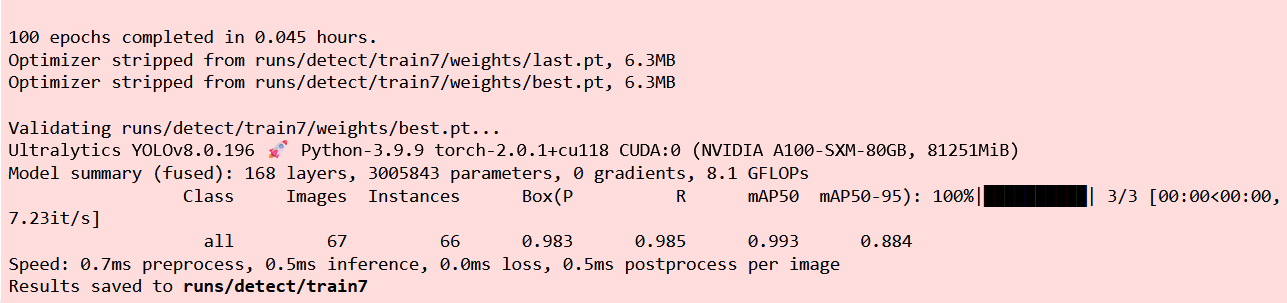 100 epochs completed in 0.045 hours.
Optimizer stripped from runs/detect/train7/weights/last.pt, 6.3MB
Optimizer stripped from runs/detect/train7/weights/best.pt, 6.3MB
Validating runs/detect/train7/weights/best.pt...
Ultralytics YOLOv8.0.196 🚀 Python-3.9.9 torch-2.0.1+cu118 CUDA:0 (NVIDIA A100-SXM-80GB, 81251MiB)
Model summary (fused): 168 layers, 3005843 parameters, 0 gradients, 8.1 GFLOPs
Class Images Instances Box(P R mAP50 mAP50-95): 100%|██████████| 3/3 [00:00<00:00,
7.23it/s]
all 67 66 0.983 0.985 0.993 0.884
Speed: 0.7ms preprocess, 0.5ms inference, 0.0ms loss, 0.5ms postprocess per image
Results saved to runs/detect/train7